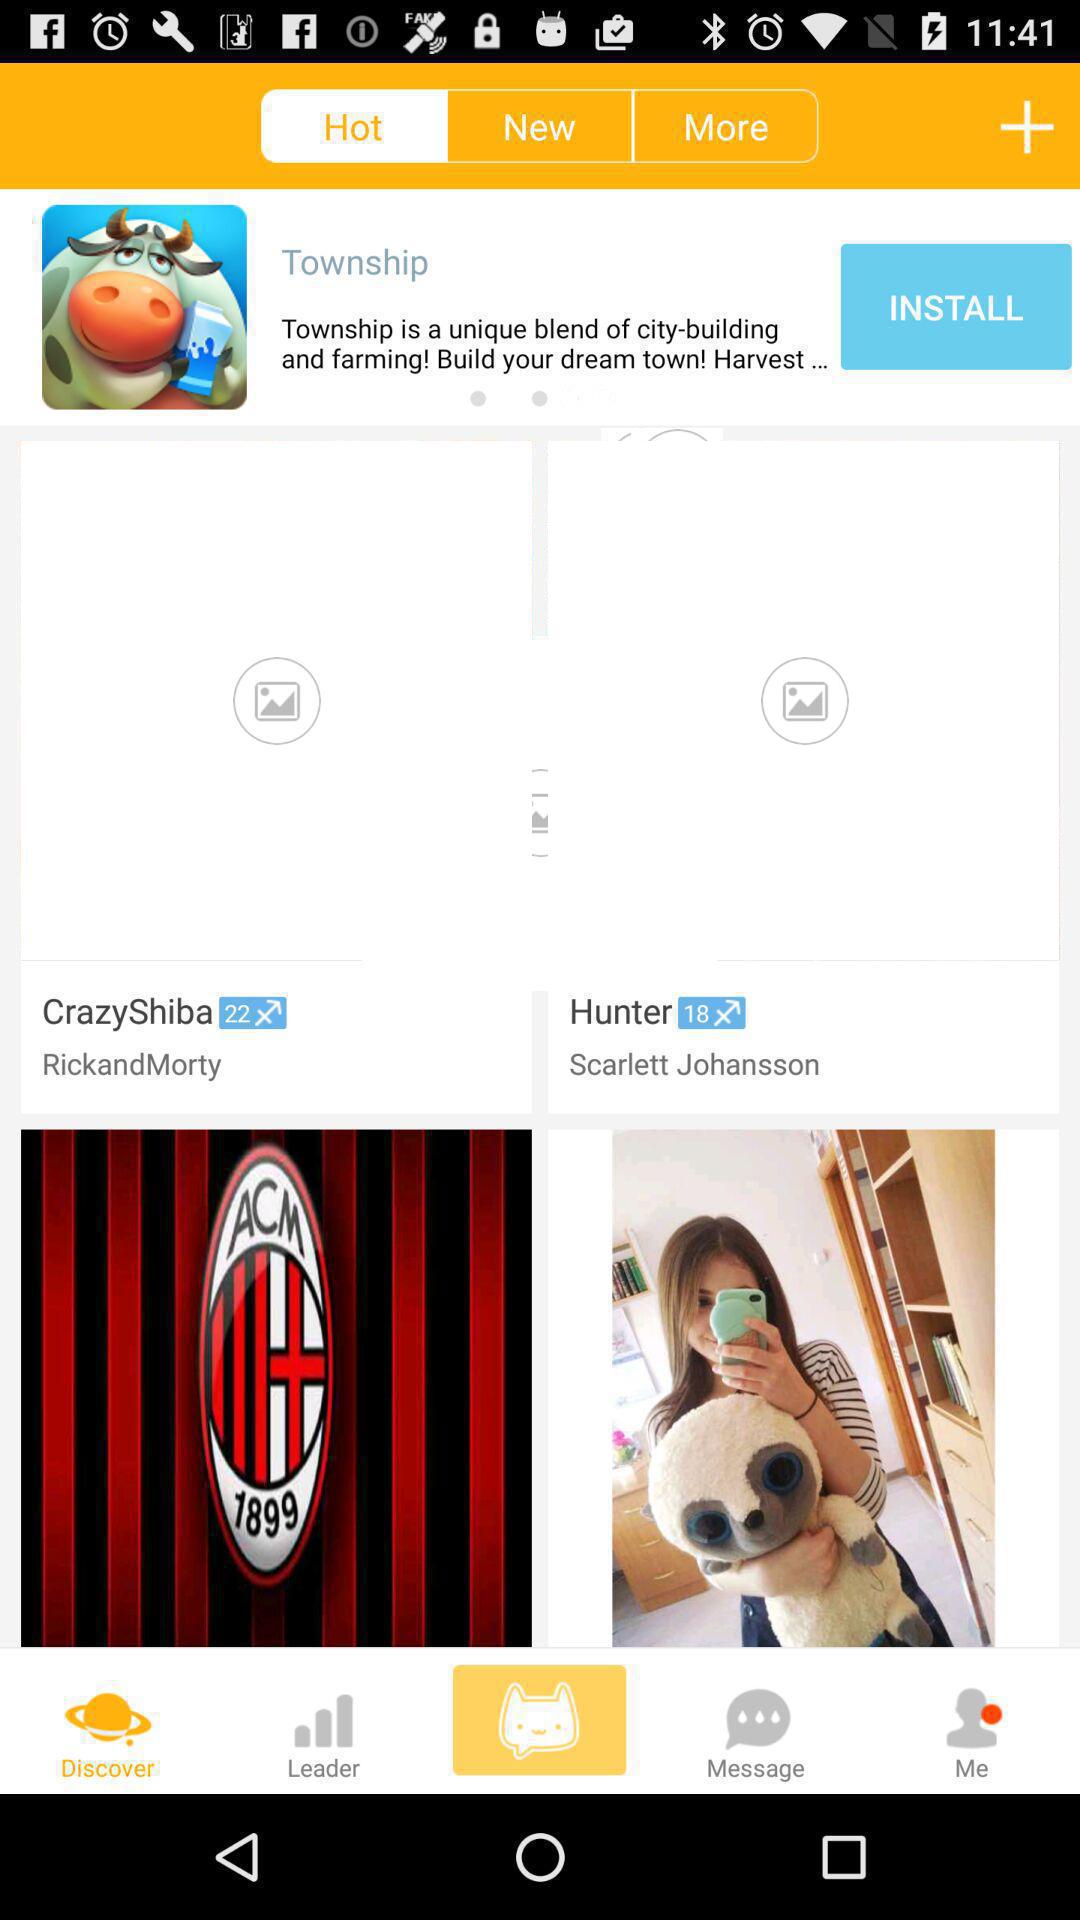 FAKE
11:41
Hot
New
More
Township
INSTALL
Township is a unique blend of city-building
and farming! Build your dream town! Harvest ...
CrazyShiba 22
Hunter 18
RickandMorty
Scarlett Johansson
ACM
1899
Discover
Leader
Message
Me